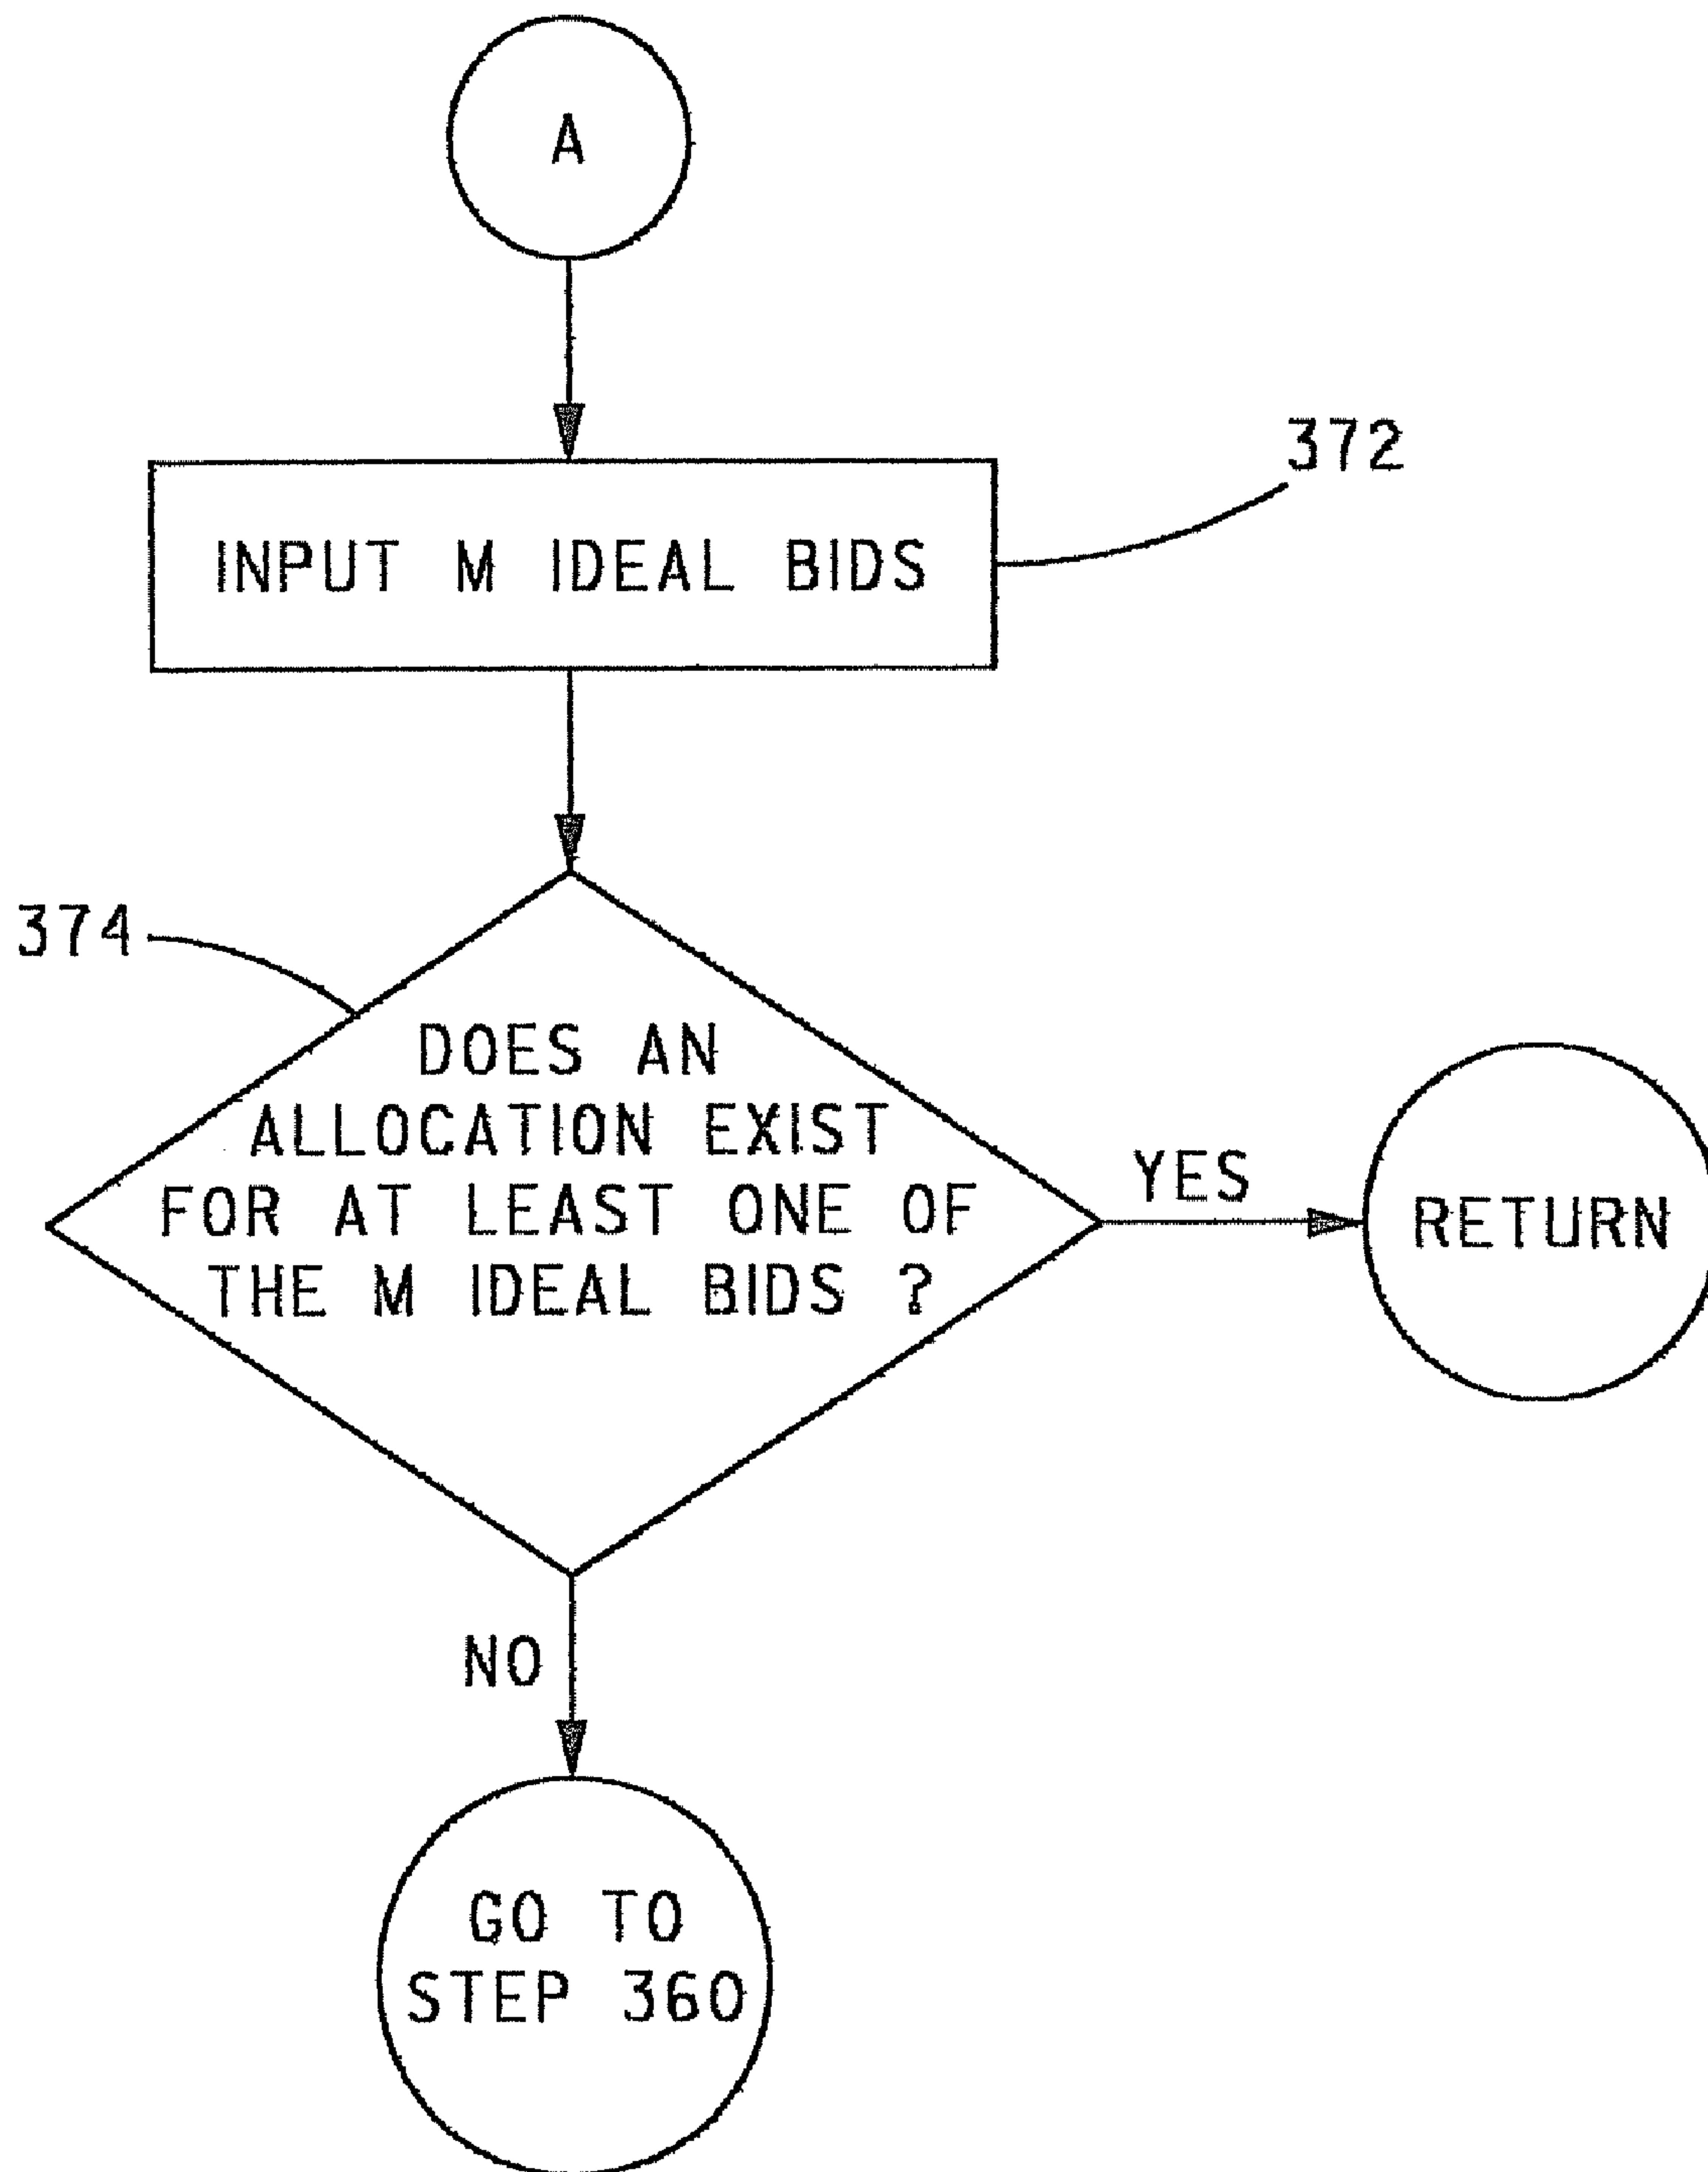 A
372
INPUT M IDEAL BIDS
374
DOES AN
ALLOCATION EXIST
FOR AT LEAST ONE OF
THE M IDEAL BIDS ?
YES
RETURN
NO
GO TO
STEP 360